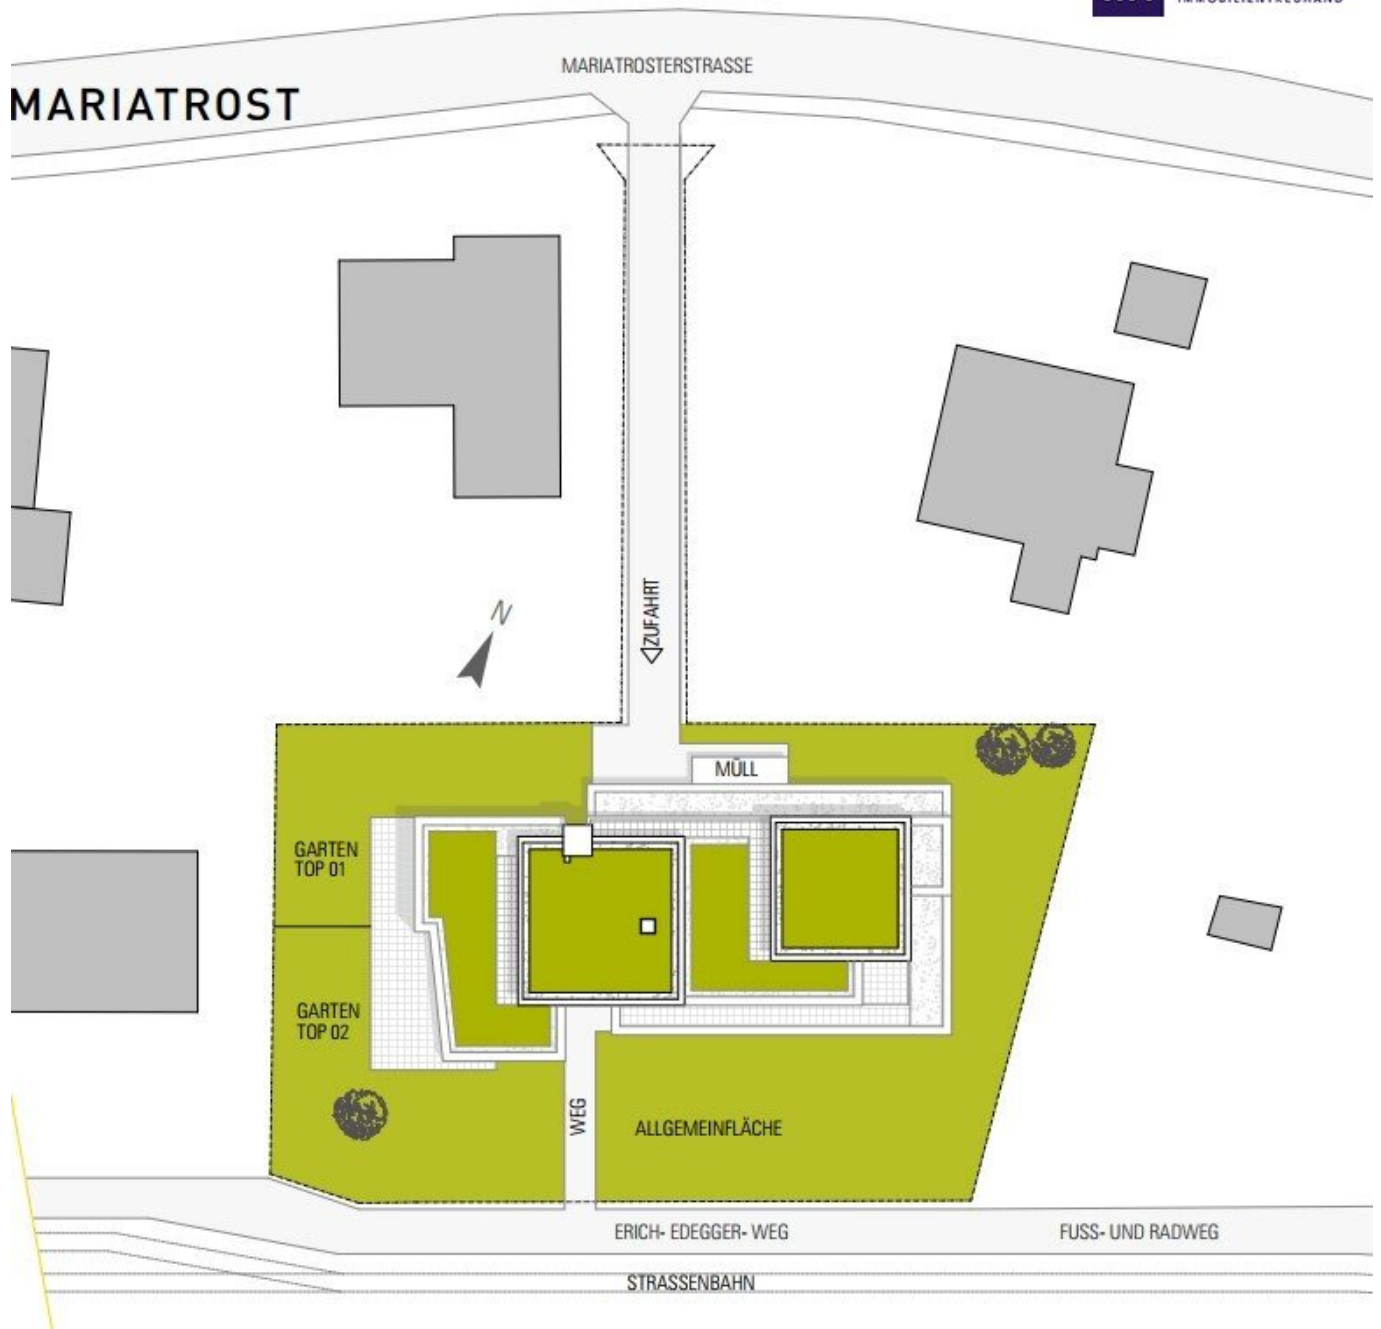 MARIATROSTERSTRASSE
MARIATROST
N
ZUFAHRT
MÜLL
GARTEN
TOP 01
GARTEN
TOP 02
WEG
ALLGEMEINFLÄCHE
ERICH- EDEGGER- WEG
FUSS- UND RADWEG
STRASSENBAHN